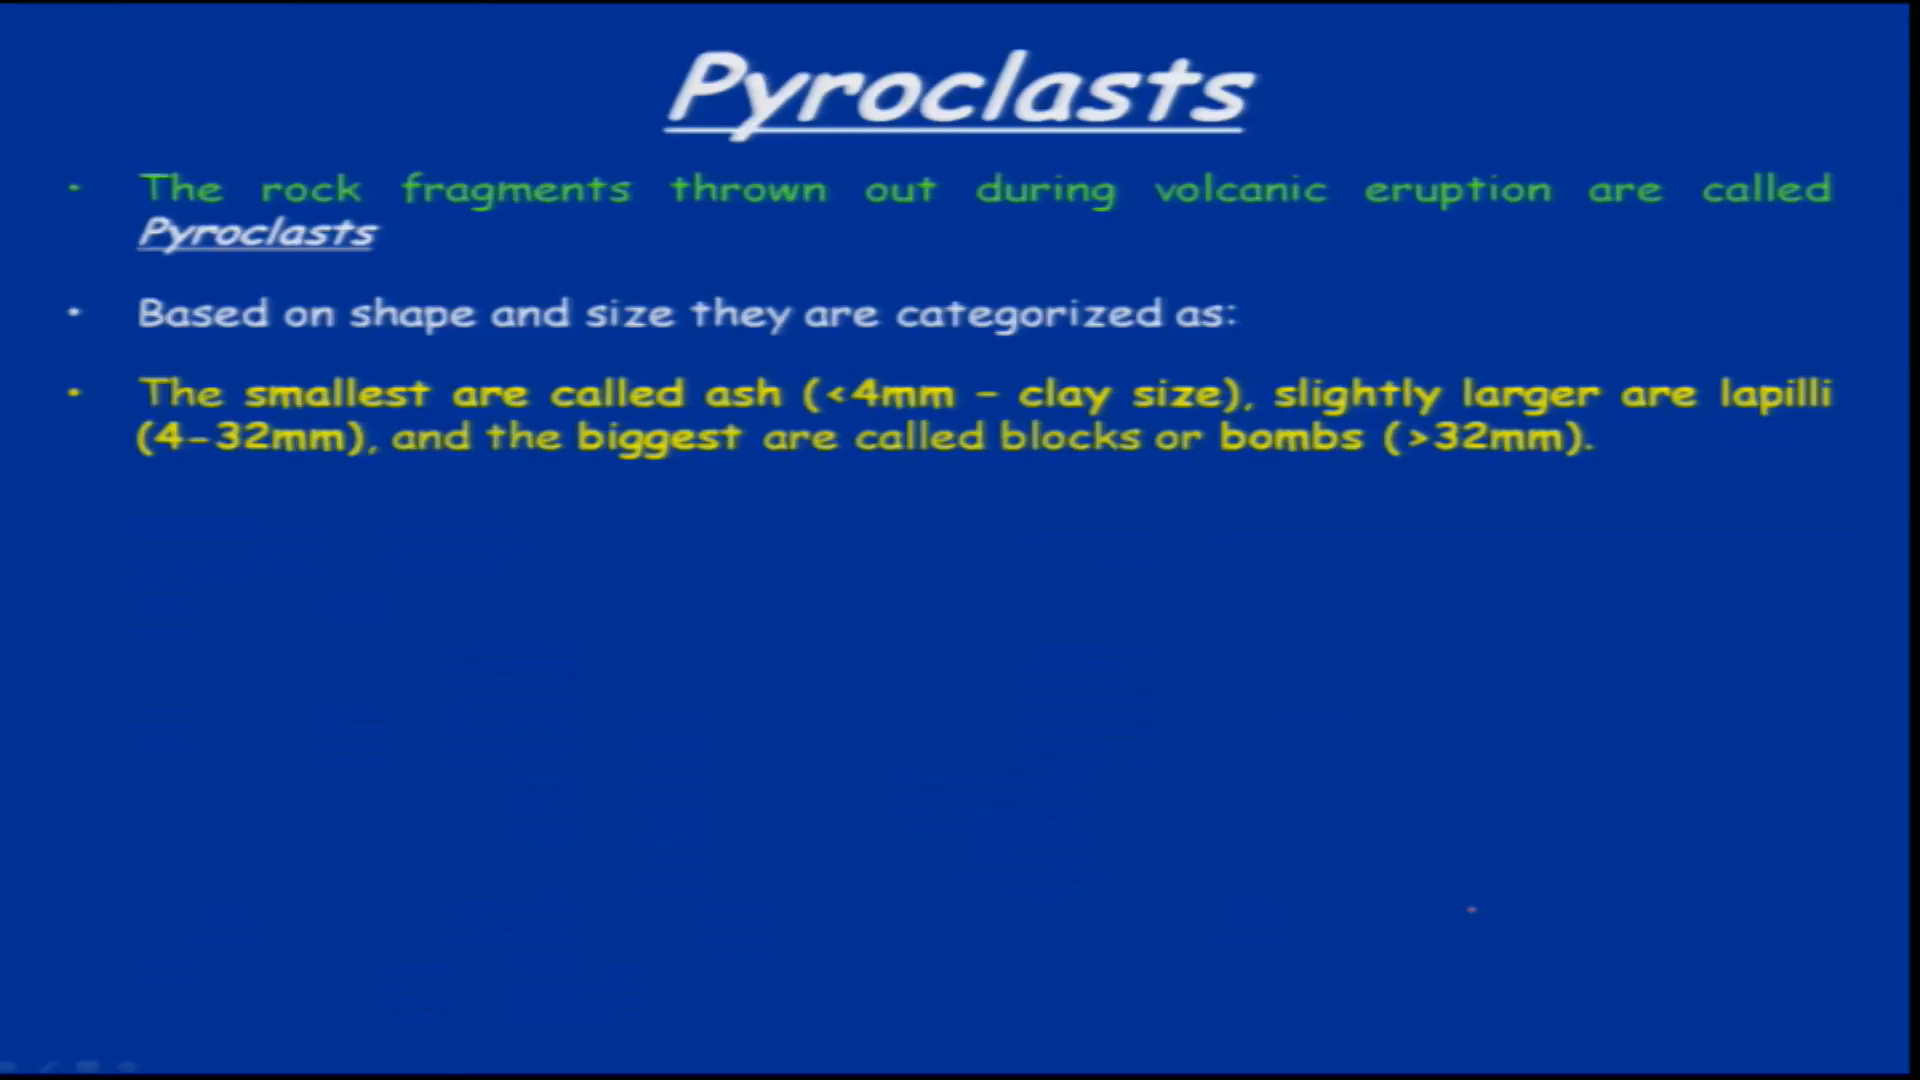 Pyroclasts
• The rock fragments thrown out during volcanic eruption are called
Pyroclasts
• Based on shape and size they are categorized as:
• The smallest are called ash (<4mm – clay size), slightly larger are lapilli
(4-32mm), and the biggest are called blocks or bombs (>32mm).